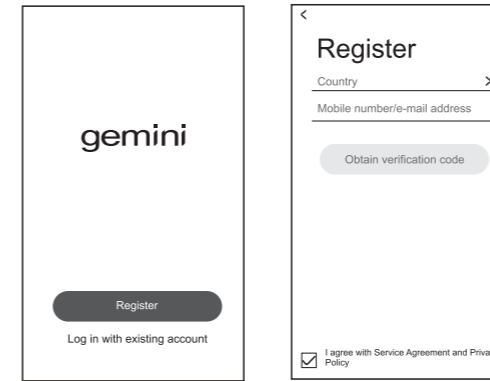 gemini
Register
Log in with existing account
Register
Country
Mobile number/e-mail address
Obtain verification code
I agree with Service Agreement and
Policy